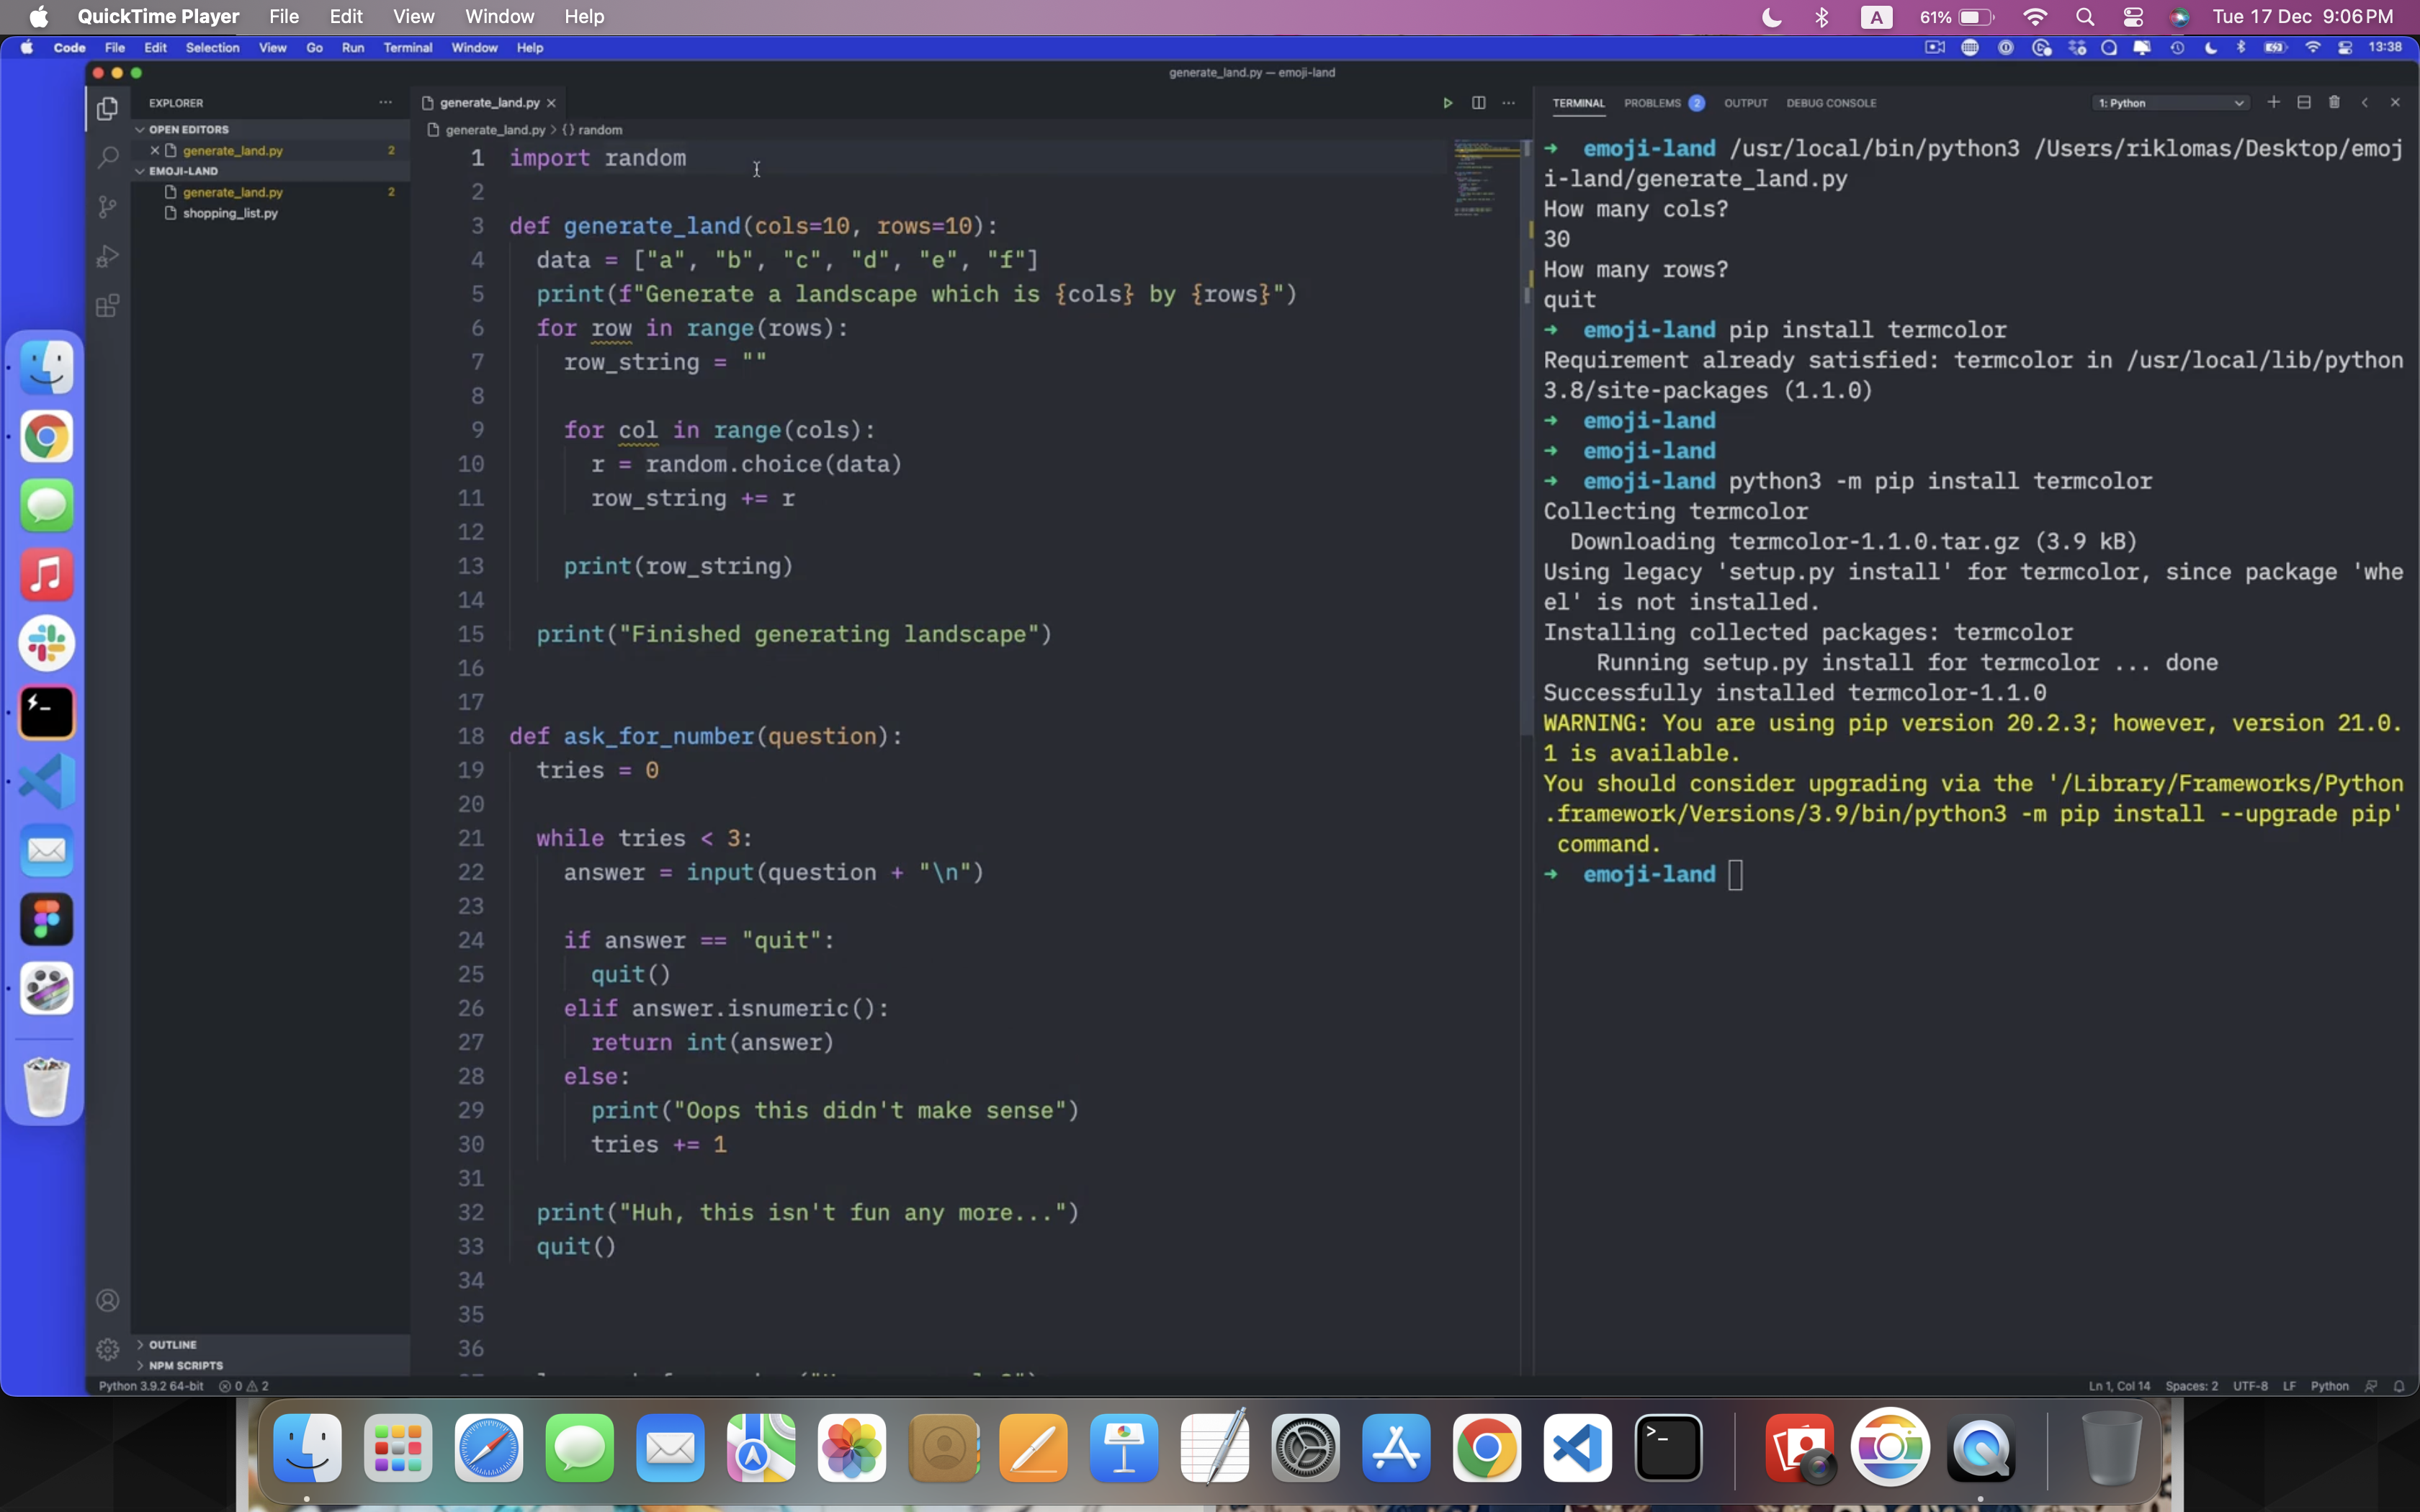 QuickTime Player File Edit View Window Help A 61% Tue 17 Dec 9:06 PM
Code File Edit Selection View Go Run Terminal Window Help 13:38
generate_land.py — emoji-land
EXPLORER
OPEN EDITORS
generate_land.py 2
EMOJI-LAND
generate_land.py 2
shopping_list.py
OUTLINE
NPM SCRIPTS
generate_land.py
generate_land.py > {} random
1 import random
2
3 def generate_land(cols=10, rows=10):
4 data = ["a", "b", "c", "d", "e", "f"]
5 print(f"Generate a landscape which is {cols} by {rows}")
6 for row in range(rows):
7 row_string = ""
8
9 for col in range(cols):
10 r = random.choice(data)
11 row_string += r
12
13 print(row_string)
14
15 print("Finished generating landscape")
16
17
18 def ask_for_number(question):
19 tries = 0
20
21 while tries < 3:
22 answer = input(question + "\n")
23
24 if answer == "quit":
25 quit()
26 elif answer.isnumeric():
27 return int(answer)
28 else:
29 print("Oops this didn't make sense")
30 tries += 1
31
32 print("Huh, this isn't fun any more...")
33 quit()
34
35
36
TERMINAL PROBLEMS 2 OUTPUT DEBUG CONSOLE 1: Python
→ emoji-land /usr/local/bin/python3 /Users/riklomas/Desktop/emoj
i-land/generate_land.py
How many cols?
30
How many rows?
quit
→ emoji-land pip install termcolor
Requirement already satisfied: termcolor in /usr/local/lib/python
3.8/site-packages (1.1.0)
→ emoji-land
→ emoji-land
→ emoji-land python3 -m pip install termcolor
Collecting termcolor
Downloading termcolor-1.1.0.tar.gz (3.9 kB)
Using legacy 'setup.py install' for termcolor, since package 'whe
el' is not installed.
Installing collected packages: termcolor
Running setup.py install for termcolor ... done
Successfully installed termcolor-1.1.0
WARNING: You are using pip version 20.2.3; however, version 21.0.
1 is available.
You should consider upgrading via the '/Library/Frameworks/Python
.framework/Versions/3.9/bin/python3 -m pip install --upgrade pip'
command.
→ emoji-land
Python 3.9.2 64-bit 0 2 Ln 1, Col 14 Spaces: 2 UTF-8 LF Python